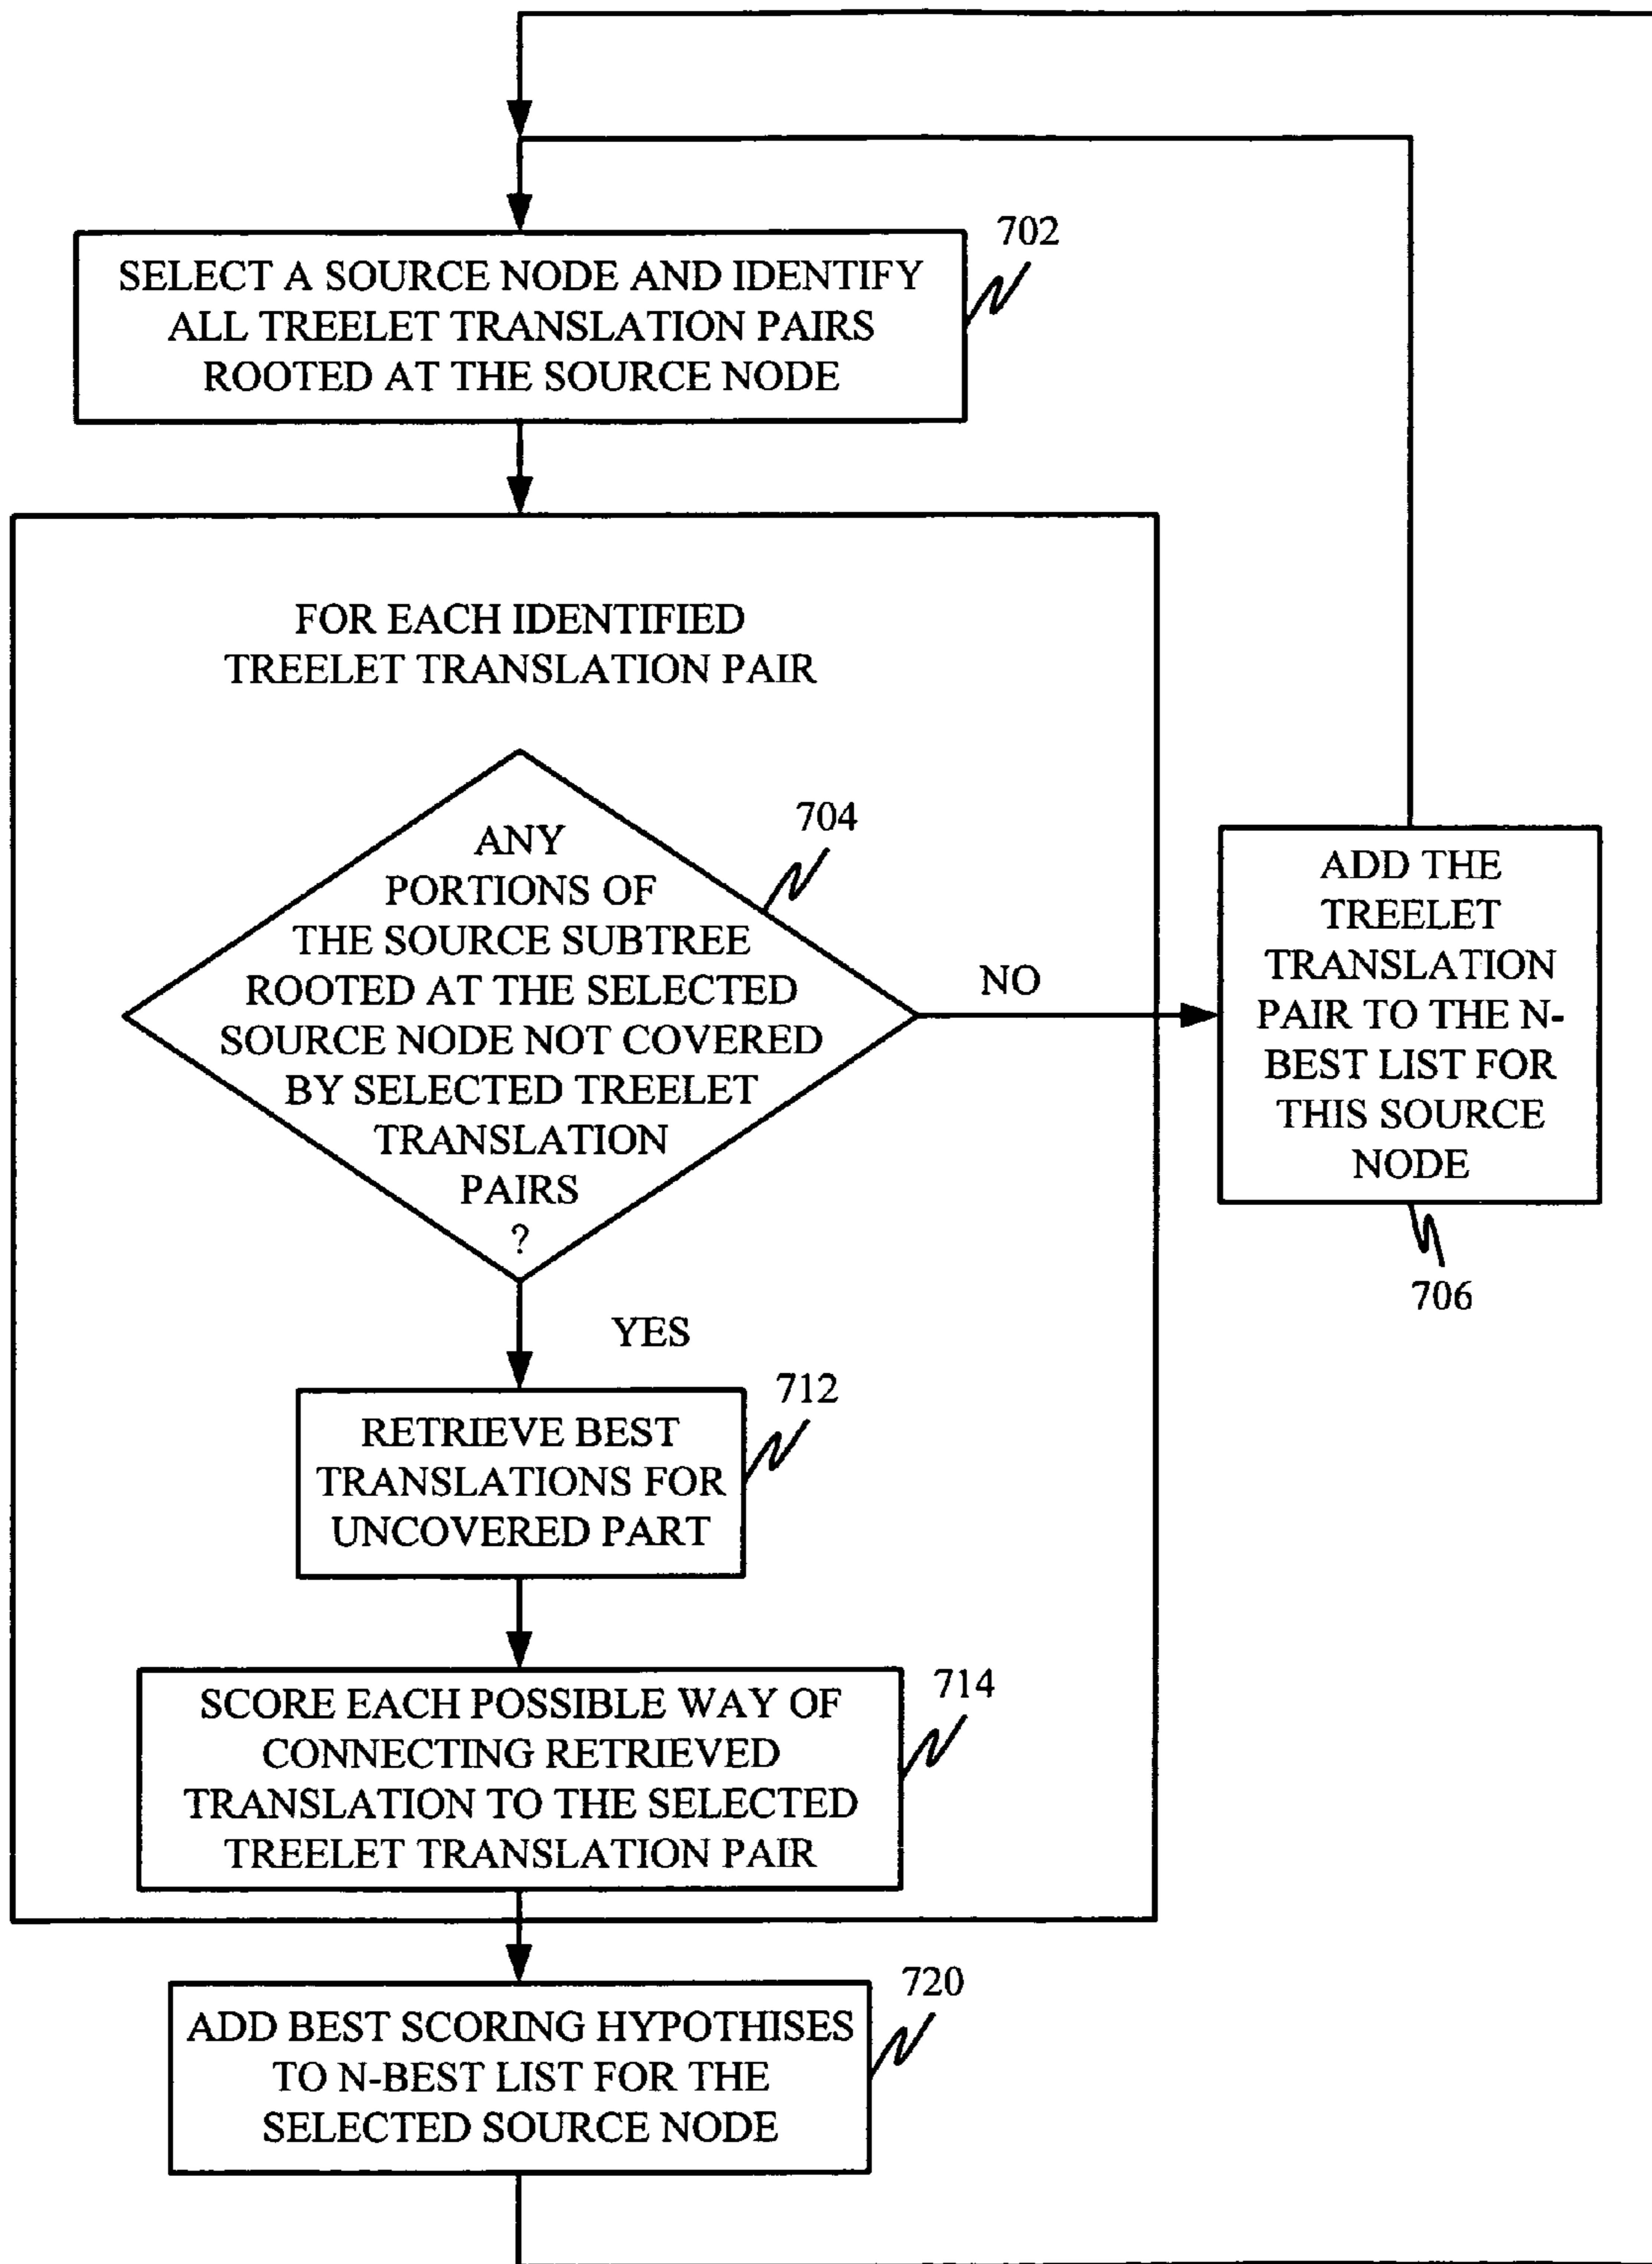 702
SELECT A SOURCE NODE AND IDENTIFY
ALL TREELET TRANSLATION PAIRS
ROOTED AT THE SOURCE NODE
FOR EACH IDENTIFIED
TREELET TRANSLATION PAIR
704
ANY
PORTIONS OF
THE SOURCE SUBTREE
ROOTED AT THE SELECTED
SOURCE NODE NOT COVERED
BY SELECTED TREELET
TRANSLATION
PAIRS
?
NO
ADD THE
TREELET
TRANSLATION
PAIR TO THE N-
BEST LIST FOR
THIS SOURCE
NODE
706
YES
712
RETRIEVE BEST
TRANSLATIONS FOR
UNCOVERED PART
714
SCORE EACH POSSIBLE WAY OF
CONNECTING RETRIEVED
TRANSLATION TO THE SELECTED
TREELET TRANSLATION PAIR
720
ADD BEST SCORING HYPOTHISES
TO N-BEST LIST FOR THE
SELECTED SOURCE NODE